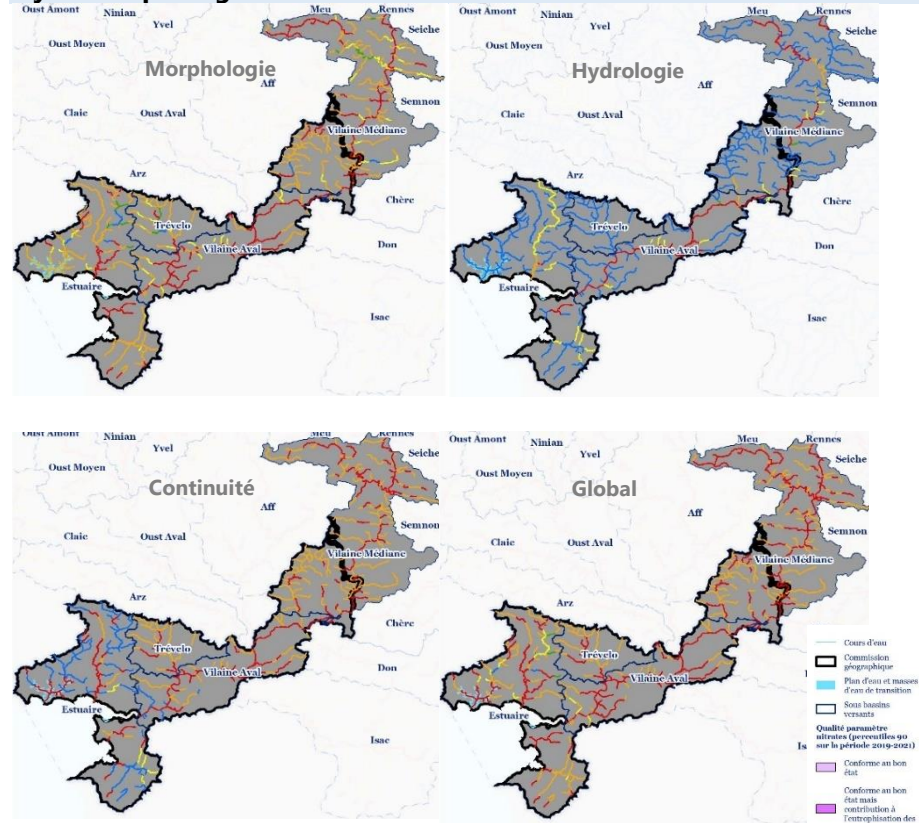 Oust Amont
Ninian
Yvel
Meu
Rennes
Seiche
Oust Moyen
Morphologie
Aff
Semnon
Claie
Oust Aval
Vilaine Médiane
Arz
Chère
Trévelo
Don
Vilaine Aval
Estuaire
Isac
Oust Amont
Ninian
Yvel
Meu
Rennes
Seiche
Oust Moyen
Hydrologie
Aff
Semnon
Claie
Oust Aval
Vilaine Médiane
Arz
Chère
Trévelo
Don
Vilaine Aval
Estuaire
Isac
Oust Amont
Ninian
Yvel
Meu
Rennes
Seiche
Oust Moyen
Continuité
Aff
Semnon
Claie
Oust Aval
Vilaine Médiane
Arz
Chère
Trévelo
Don
Vilaine Aval
Estuaire
Isac
Oust Amont
Ninian
Yvel
Meu
Rennes
Seiche
Oust Moyen
Global
Aff
Semnon
Claie
Oust Aval
Vilaine Médiane
Arz
Chère
Trévelo
Vilaine Aval
Estuaire
Cours d'eau
Commission
géographique
Plan d'eau et masses
d'eau de transition
Sous bassins
versants
Qualité paramètre
nitrates (percentiles 90
sur la période 2019-2021)
Conforme au bon
état
Conforme au bon
état mais
contribution à
l'eutrophisation des